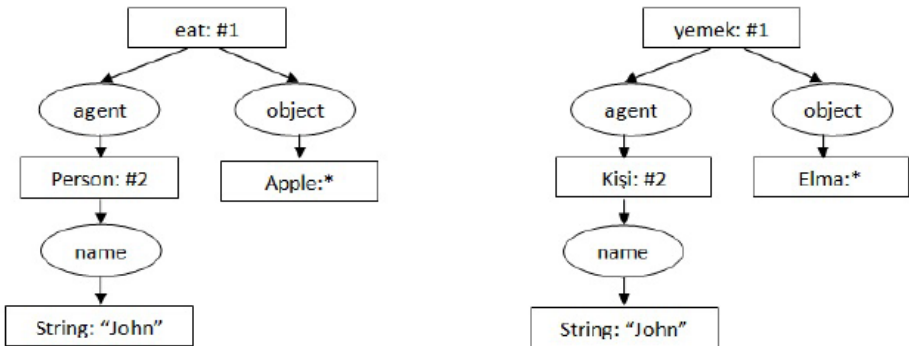 eat: #1
agent
object
Person: #2
Apple:*
name
String: “John”
yemek: #1
agent
object
Kişi: #2
Elma:*
name
String: “John”